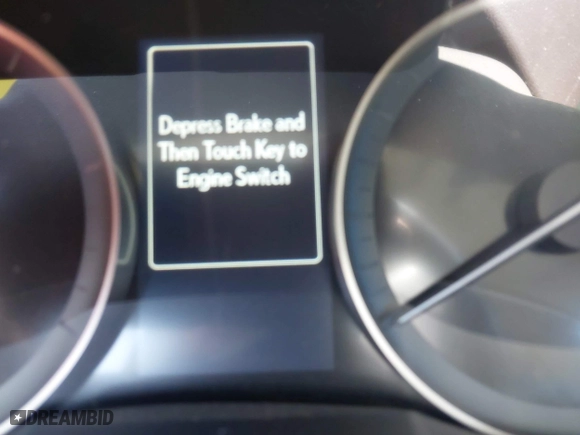 Depress Brake and
Then Touch Key to
Engine Switch
DREAMBID